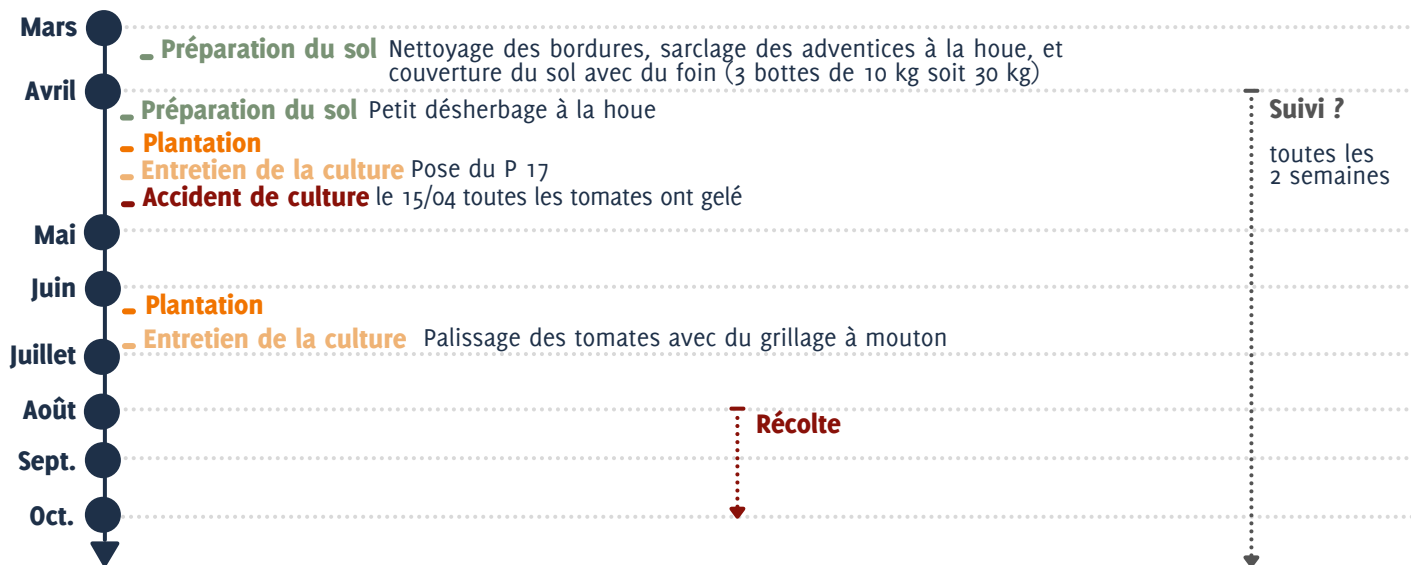 Mars
Préparation du sol Nettoyage des bordures, sarclage des adventices à la houe, et
couverture du sol avec du foin (3 bottes de 10 kg soit 30 kg)
Avril
Préparation du sol Petit désherbage à la houe
Suivi ?
toutes les
2 semaines
Plantation
Entretien de la culture Pose du P 17
Accident de culture le 15/04 toutes les tomates ont gelé
Mai
Juin
Plantation
Entretien de la culture Palissage des tomates avec du grillage à mouton
Juillet
Août
Récolte
Sept.
Oct.